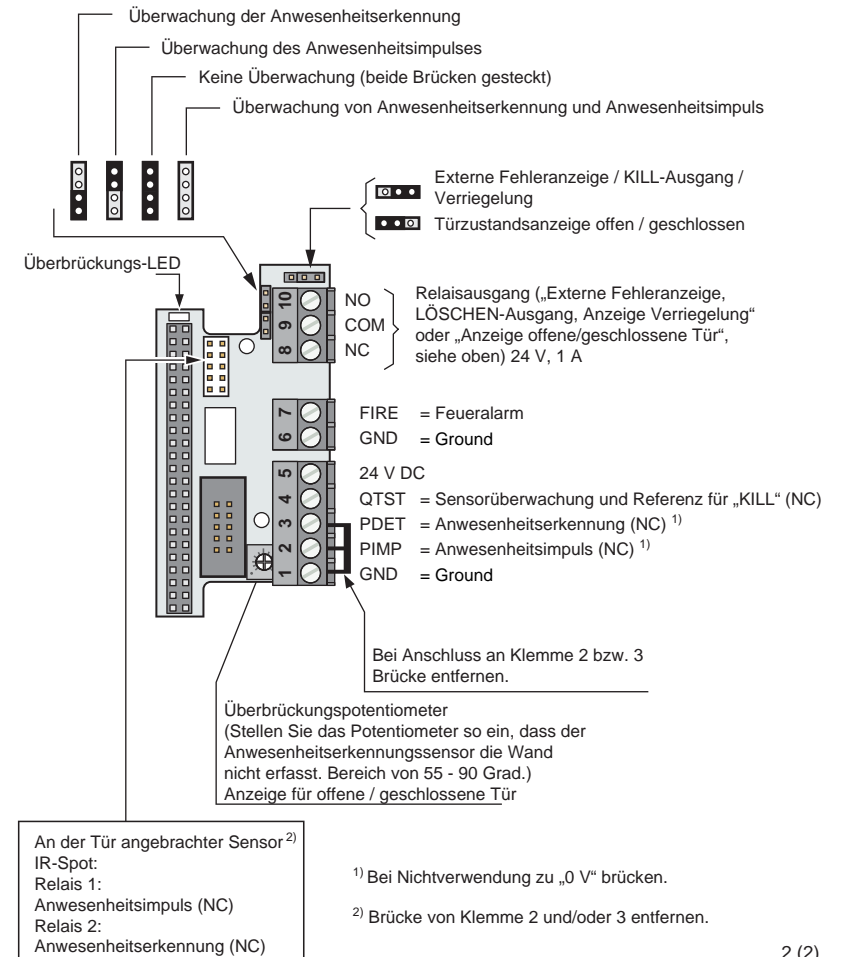 Überwachung der Anwesenheitserkennung
Überwachung des Anwesenheitsimpulses
Keine Überwachung (beide Brücken gesteckt)
Überwachung von Anwesenheitserkennung und Anwesenheitsimpuls
Externe Fehleranzeige / KILL-Ausgang /
Verriegelung
Türzustandsanzeige offen / geschlossen
Überbrückungs-LED
10 NO
9 COM
8 NC
Relaisausgang („Externe Fehleranzeige,
LÖSCHEN-Ausgang, Anzeige Verriegelung“
oder „Anzeige offene/geschlossene Tür“,
siehe oben) 24 V, 1 A
7 FIRE = Feueralarm
6 GND = Ground
5 24 V DC
4 QTST = Sensorüberwachung und Referenz für „KILL“ (NC)
3 PDET = Anwesenheitserkennung (NC) 1)
2 PIMP = Anwesenheitsimpuls (NC) 1)
1 GND = Ground
Bei Anschluss an Klemme 2 bzw. 3
Brücke entfernen.
Überbrückungspotentiometer
(Stellen Sie das Potentiometer so ein, dass der
Anwesenheitserkennungssensor die Wand
nicht erfasst. Bereich von 55 - 90 Grad.)
Anzeige für offene / geschlossene Tür
An der Tür angebrachter Sensor 2)
IR-Spot:
Relais 1:
Anwesenheitsimpuls (NC)
Relais 2:
Anwesenheitserkennung (NC)
1) Bei Nichtverwendung zu „0 V“ brücken.
2) Brücke von Klemme 2 und/oder 3 entfernen.
2 (2)